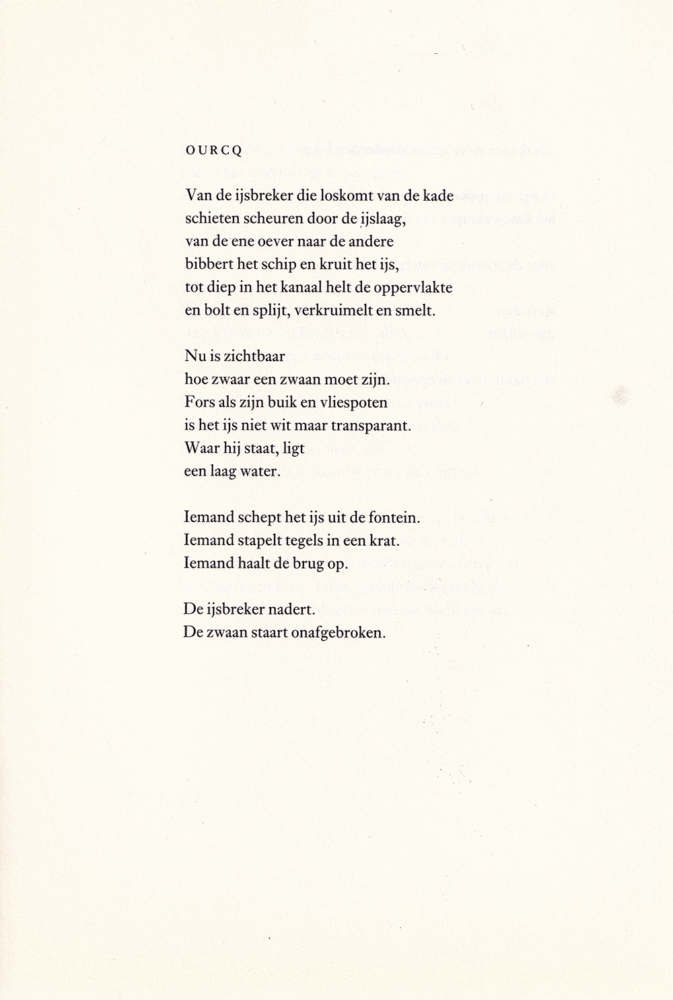 OURCQ
Van de ijsbreker die loskomt van de kade
schieten scheuren door de ijslaag,
van de ene oever naar de andere
bibbert het schip en kruit het ijs,
tot diep in het kanaal helt de oppervlakte
en bolt en splijt, verkruimelt en smelt.
Nu is zichtbaar
hoe zwaar een zwaan moet zijn.
Fors als zijn buik en vliespoten
is het ijs niet wit maar transparant.
Waar hij staat, ligt
een laag water.
Iemand schept het ijs uit de fontein.
Iemand stapelt tegels in een krat.
Iemand haalt de brug op.
De ijsbreker nadert.
De zwaan staart onafgebroken.